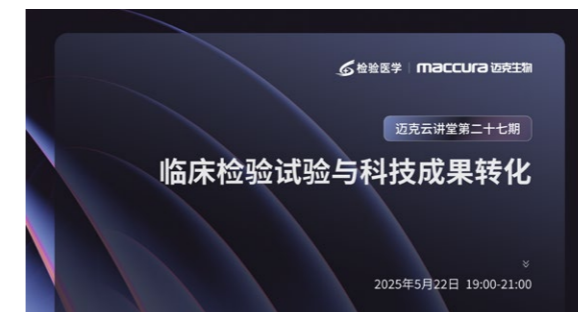 检验医学 | maccura 迈克生物
迈克云讲堂第二十七期
临床检验试验与科技成果转化
2025年5月22日 19:00-21:00